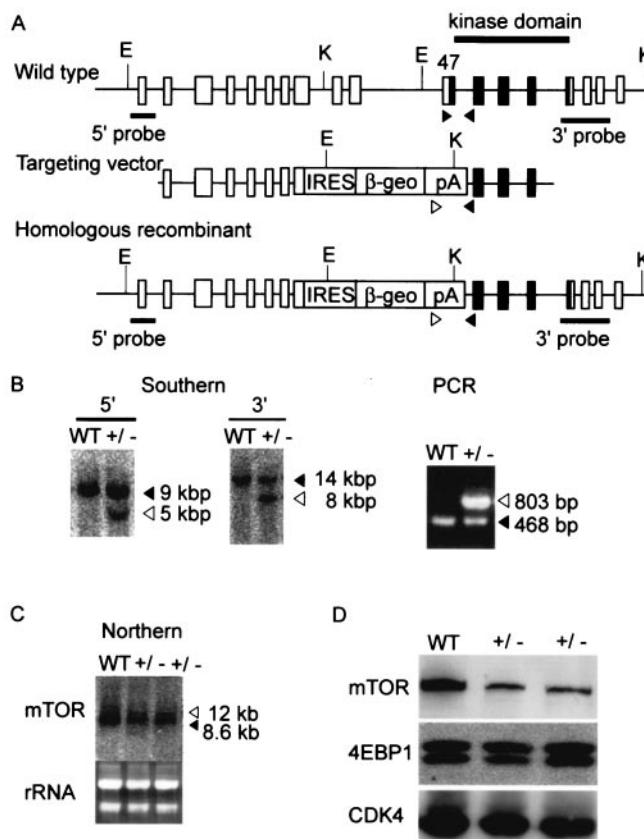 A
kinase domain
E K E 47 K
Wild type
5' probe 3' probe
E K
Targeting vector
IRES β-geo pA
Homologous recombinant
E E K K
IRES β-geo pA
5' probe 3' probe
B Southern PCR
5' 3'
WT +/- WT +/- WT +/-
9 kbp 14 kbp 803 bp
5 kbp 8 kbp 468 bp
C D
Northern
WT +/- +/- WT +/- +/-
mTOR 12 kb mTOR
8.6 kb
4EBP1
rRNA
CDK4